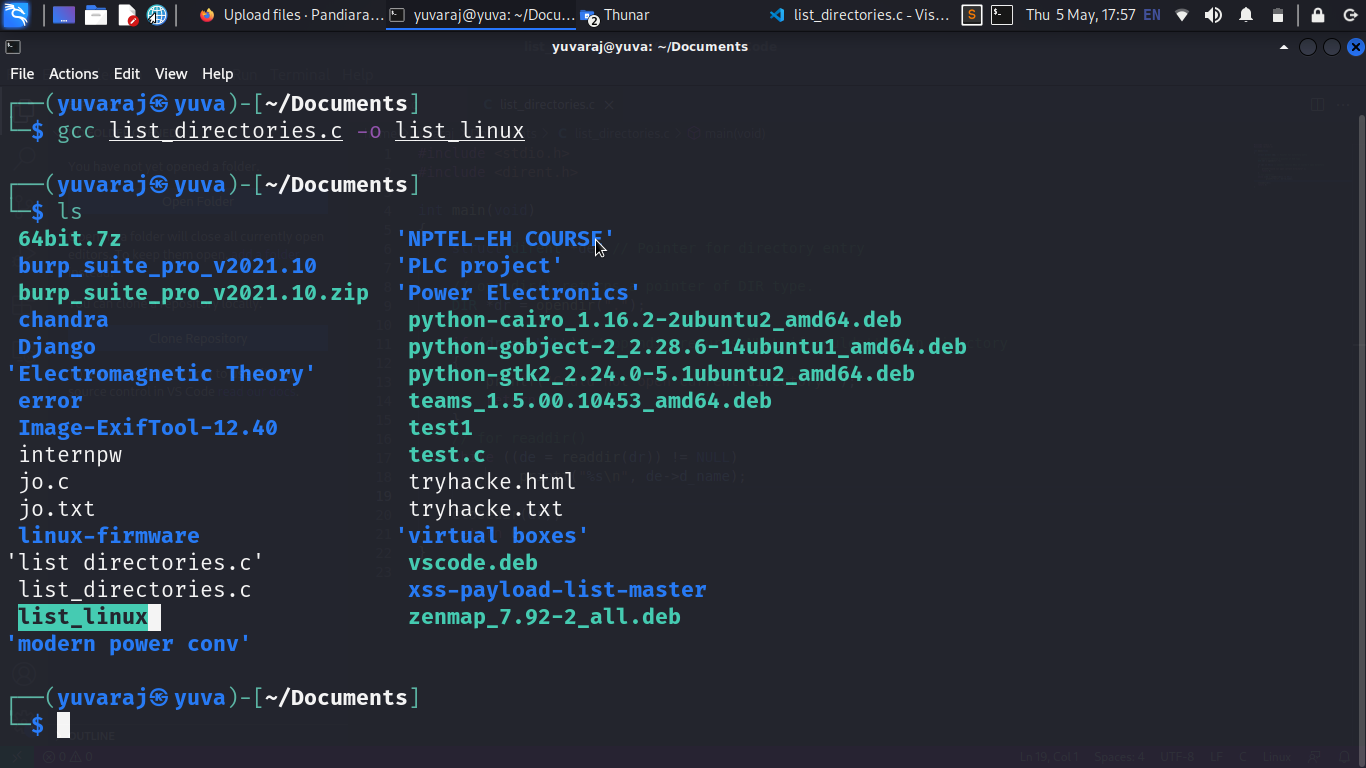 Upload files · Pandiara...
yuvaraj@yuva: ~/Docu...
2 Thunar
list_directories.c - Vis...
S
Thu 5 May, 17:57 EN
yuvaraj@yuva: ~/Documents
File Actions Edit View Help
┌──(yuvaraj㉿yuva)-[~/Documents]
└─$ gcc list_directories.c -o list_linux
┌──(yuvaraj㉿yuva)-[~/Documents]
└─$ ls
64bit.7z 'NPTEL-EH COURSE'
burp_suite_pro_v2021.10 'PLC project'
burp_suite_pro_v2021.10.zip 'Power Electronics'
chandra python-cairo_1.16.2-2ubuntu2_amd64.deb
Django python-gobject-2_2.28.6-14ubuntu1_amd64.deb
'Electromagnetic Theory' python-gtk2_2.24.0-5.1ubuntu2_amd64.deb
error teams_1.5.00.10453_amd64.deb
Image-ExifTool-12.40 test1
internpw test.c
jo.c tryhacke.html
jo.txt tryhacke.txt
linux-firmware 'virtual boxes'
'list directories.c' vscode.deb
list_directories.c xss-payload-list-master
list_linux zenmap_7.92-2_all.deb
'modern power conv'
┌──(yuvaraj㉿yuva)-[~/Documents]
└─$